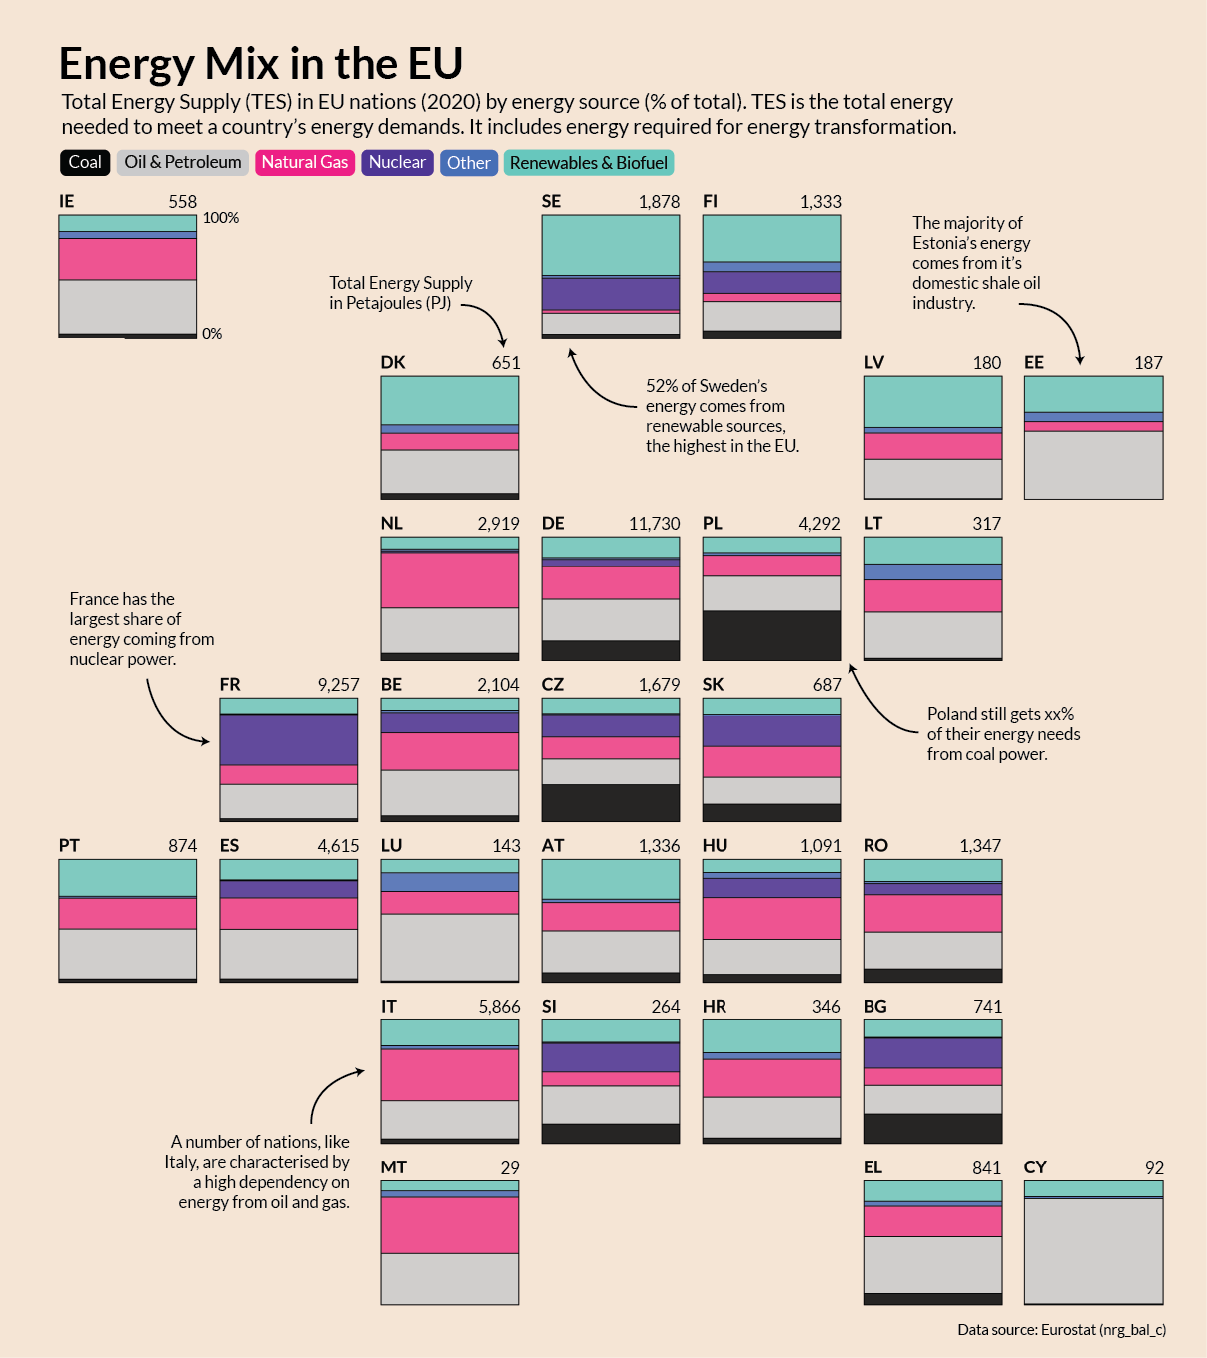 Energy Mix in the EU
Total Energy Supply (TES) in EU nations (2020) by energy source (% of total). TES is the total energy
needed to meet a country's energy demands. It includes energy required for energy transformation.
Coal Oil & Petroleum Natural Gas Nuclear Other Renewables & Biofuel
IE 558
100%
0%
SE 1,878
FI 1,333
The majority of
Estonia's energy
comes from it's
domestic shale oil
industry.
Total Energy Supply
in Petajoules (PJ)
DK 651
52% of Sweden's
energy comes from
renewable sources,
the highest in the EU.
LV 180
EE 187
NL 2,919
DE 11,730
PL 4,292
LT 317
France has the
largest share of
energy coming from
nuclear power.
FR 9,257
BE 2,104
CZ 1,679
SK 687
Poland still gets xx%
of their energy needs
from coal power.
PT 874
ES 4,615
LU 143
AT 1,336
HU 1,091
RO 1,347
IT 5,866
SI 264
HR 346
BG 741
A number of nations, like
Italy, are characterised by
a high dependency on
energy from oil and gas.
MT 29
EL 841
CY 92
Data source: Eurostat (nrg_bal_c)